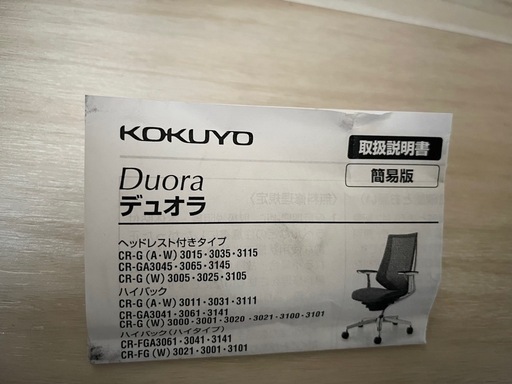 KOKUYO
取扱説明書
簡易版
Duora
デュオラ
ヘッドレスト付きタイプ
CR-G(A・W)3015・3035・3115
CR-GA3045・3065・3145
CR-G(W)3005・3025・3105
ハイバック
CR-G(A・W)3011・3031・3111
CR-GA3041・3061・3141
CR-G(W)3000・3001・3020・3021・3100・3101
ハイバック(ハイタイプ)
CR-FGA3061・3041・3141
CR-FG(W)3021・3001・3101